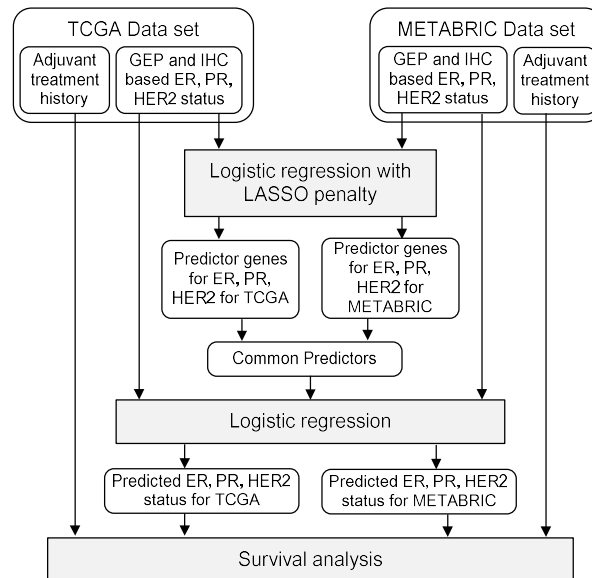 TCGA Data set
Adjuvant
treatment
history
GEP and IHC
based ER, PR,
HER2 status
METABRIC Data set
GEP and IHC
based ER, PR,
HER2 status
Adjuvant
treatment
history
Logistic regression with
LASSO penalty
Predictor genes
for ER, PR,
HER2 for TCGA
Predictor genes
for ER, PR,
HER2 for
METABRIC
Common Predictors
Logistic regression
Predicted ER, PR, HER2
status for TCGA
Predicted ER, PR, HER2
status for METABRIC
Survival analysis